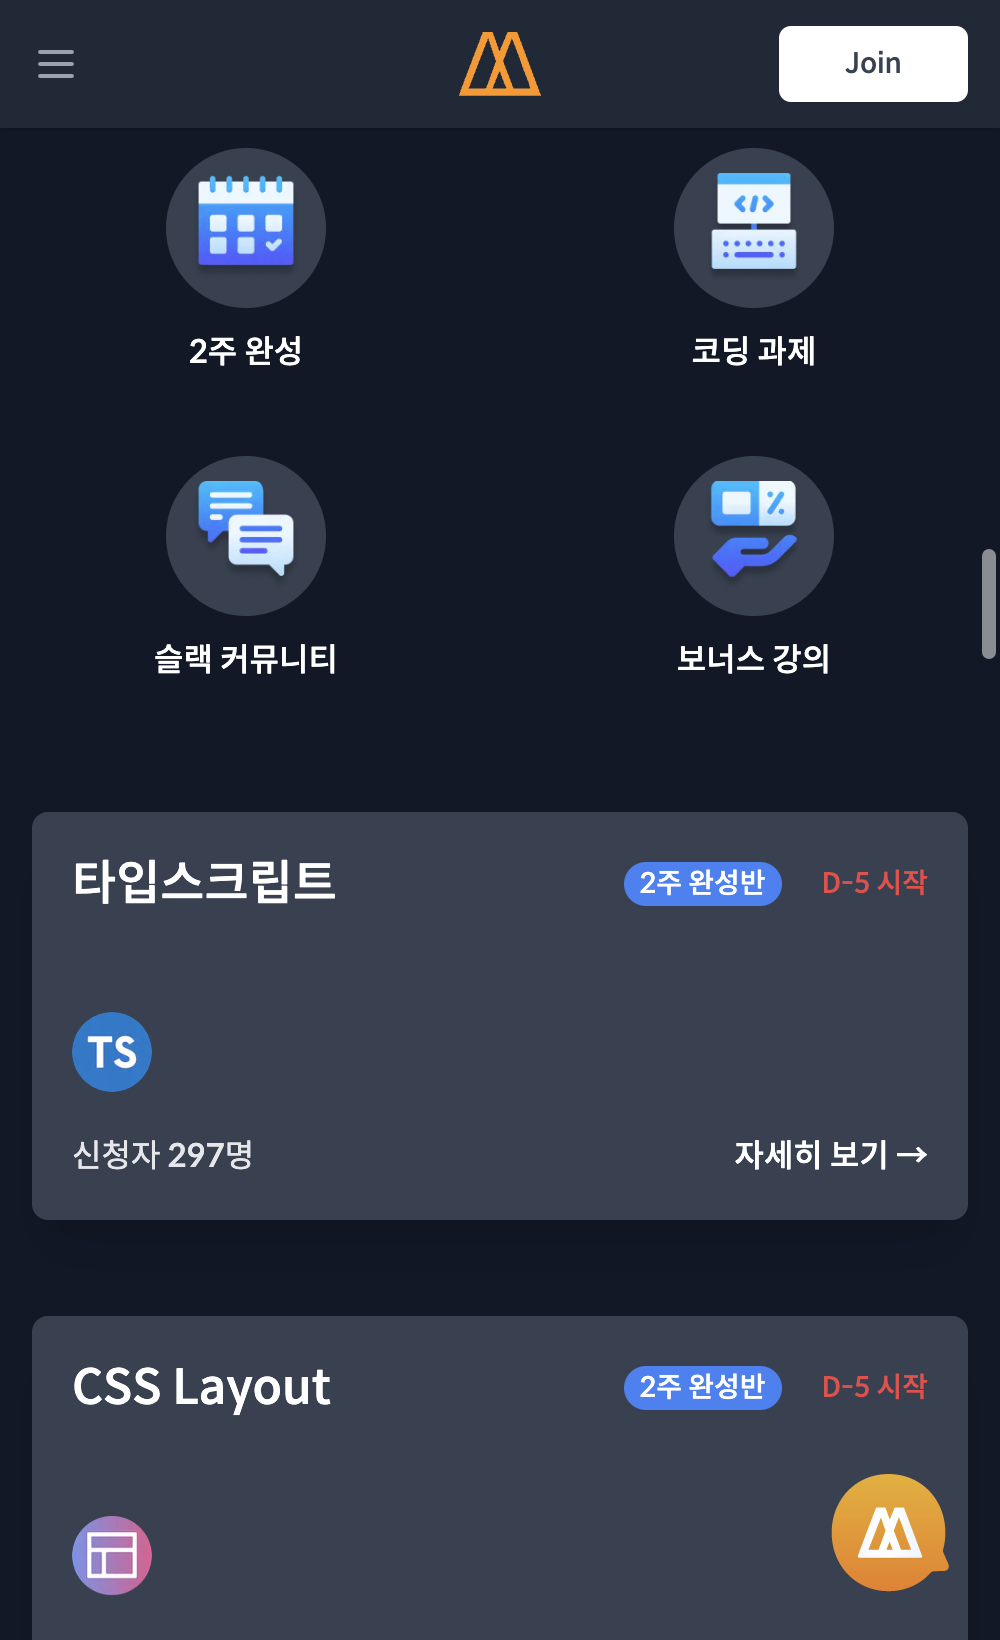 Join
2주 완성
코딩 과제
슬랙 커뮤니티
보너스 강의
타입스크립트
2주 완성반
D-5 시작
TS
신청자 297명
자세히 보기 →
CSS Layout
2주 완성반
D-5 시작